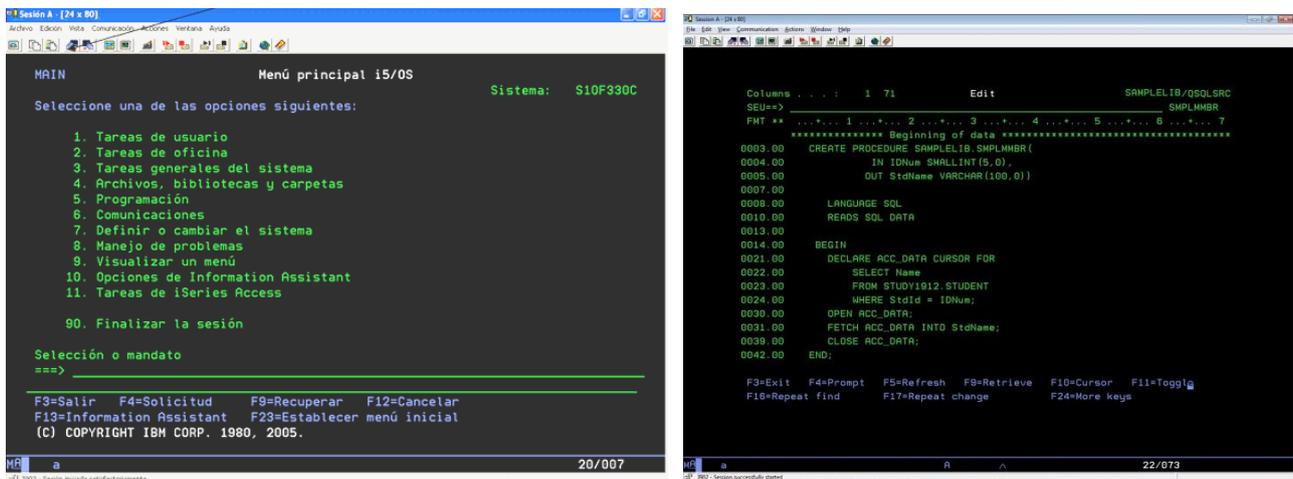 Sesión A - [24 x 80]
Archivo Edición Vista Comunicación Acciones Ventana Ayuda
MAIN Menú principal i5/OS
Sistema: S10F330C
Seleccione una de las opciones siguientes:
1. Tareas de usuario
2. Tareas de oficina
3. Tareas generales del sistema
4. Archivos, bibliotecas y carpetas
5. Programación
6. Comunicaciones
7. Definir o cambiar el sistema
8. Manejo de problemas
9. Visualizar un menú
10. Opciones de Information Assistant
11. Tareas de iSeries Access
90. Finalizar la sesión
Selección o mandato
===>
F3=Salir F4=Solicitud F9=Recuperar F12=Cancelar
F13=Information Assistant F23=Establecer menú inicial
(C) COPYRIGHT IBM CORP. 1980, 2005.
MA a 20/007
1902 - Sesión iniciada satisfactoriamente
Session A - [24 x 80]
File Edit View Communication Actions Window Help
Columns . . . : 1 71 Edit SAMPLELIB/QSQLSRC
SEU==> SMPLMMBR
FMT ** ...+... 1 ...+... 2 ...+... 3 ...+... 4 ...+... 5 ...+... 6 ...+... 7
*************** Beginning of data *************************************
0003.00 CREATE PROCEDURE SAMPLELIB.SMPLMMBR(
0004.00 IN IDNum SMALLINT(5,0),
0005.00 OUT StdName VARCHAR(100,0))
0007.00
0008.00 LANGUAGE SQL
0010.00 READS SQL DATA
0013.00
0014.00 BEGIN
0021.00 DECLARE ACC_DATA CURSOR FOR
0022.00 SELECT Name
0023.00 FROM STUDY1912.STUDENT
0024.00 WHERE StdId = IDNum;
0030.00 OPEN ACC_DATA;
0031.00 FETCH ACC_DATA INTO StdName;
0039.00 CLOSE ACC_DATA;
0042.00 END;
F3=Exit F4=Prompt F5=Refresh F9=Retrieve F10=Cursor F11=Toggle
F16=Repeat find F17=Repeat change F24=More keys
MA a A ^ 22/073
1902 - Session successfully started